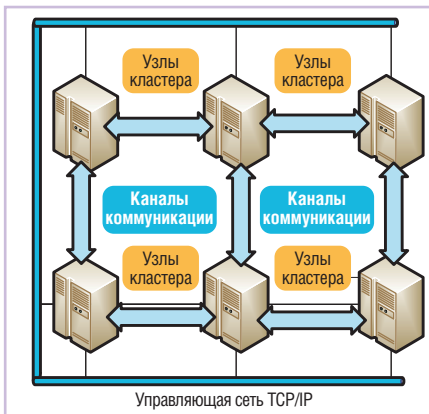 Узлы
кластера
Узлы
кластера
Каналы
коммуникации
Каналы
коммуникации
Узлы
кластера
Узлы
кластера
Управляющая сеть TCP/IP